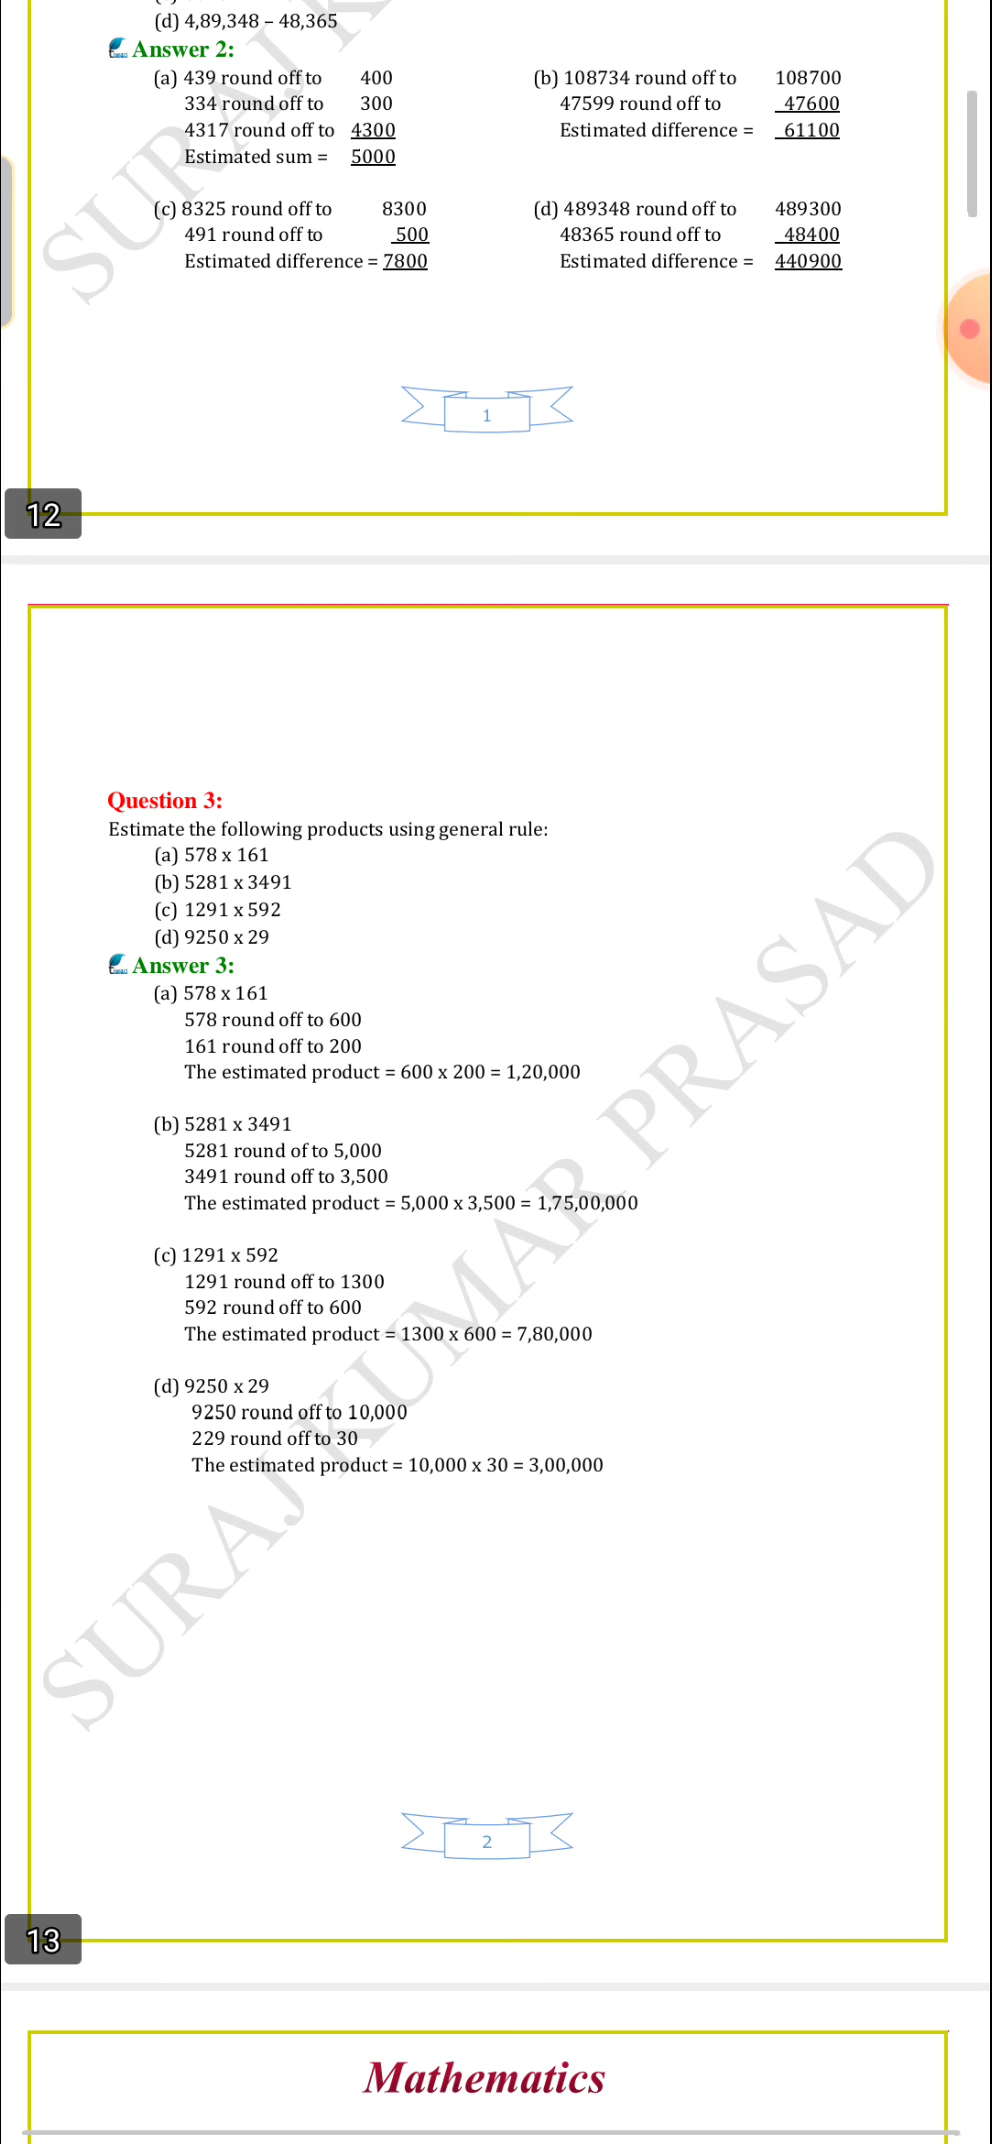 (d) 4,89,348 – 48,365
Answer 2:
(a) 439 round off to 400
334 round off to 300
4317 round off to 4300
Estimated sum = 5000
(b) 108734 round off to 108700
47599 round off to 47600
Estimated difference = 61100
(c) 8325 round off to 8300
491 round off to 500
Estimated difference = 7800
(d) 489348 round off to 489300
48365 round off to 48400
Estimated difference = 440900
1
12
Question 3:
Estimate the following products using general rule:
(a) 578 x 161
(b) 5281 x 3491
(c) 1291 x 592
(d) 9250 x 29
Answer 3:
(a) 578 x 161
578 round off to 600
161 round off to 200
The estimated product = 600 x 200 = 1,20,000
(b) 5281 x 3491
5281 round of to 5,000
3491 round off to 3,500
The estimated product = 5,000 x 3,500 = 1,75,00,000
(c) 1291 x 592
1291 round off to 1300
592 round off to 600
The estimated product = 1300 x 600 = 7,80,000
(d) 9250 x 29
9250 round off to 10,000
229 round off to 30
The estimated product = 10,000 x 30 = 3,00,000
SURAJ KUMAR PRASAD
2
13
Mathematics